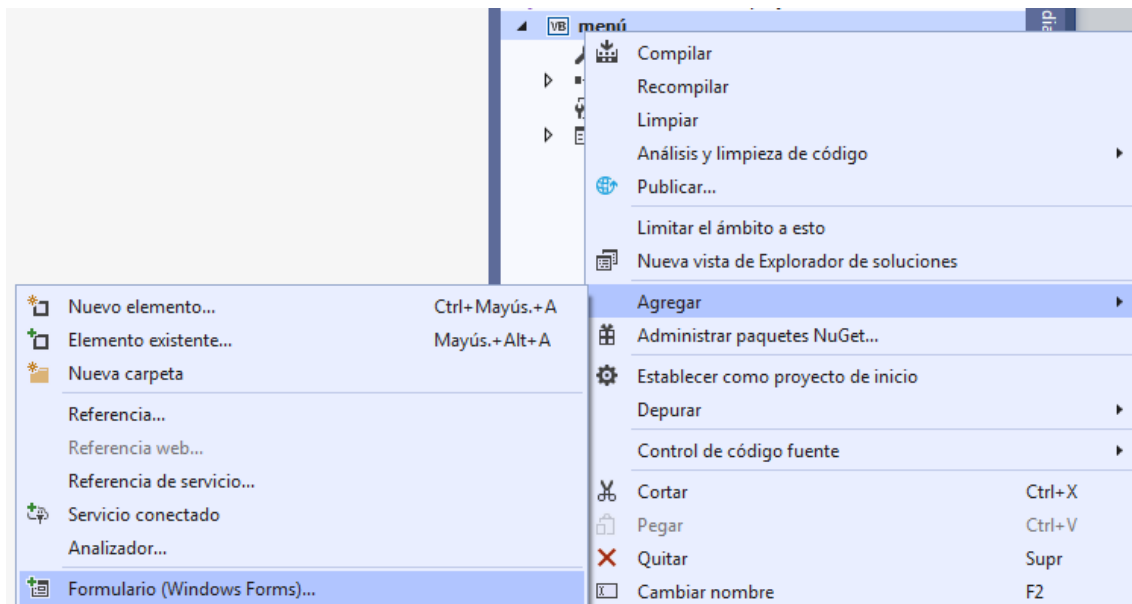 VB menú
dia
Compilar
Recompilar
Limpiar
Análisis y limpieza de código
Publicar...
Limitar el ámbito a esto
Nueva vista de Explorador de soluciones
Agregar
Administrar paquetes NuGet...
Establecer como proyecto de inicio
Depurar
Control de código fuente
Cortar Ctrl+X
Pegar Ctrl+V
Quitar Supr
Cambiar nombre F2
Nuevo elemento... Ctrl+Mayús.+A
Elemento existente... Mayús.+Alt+A
Nueva carpeta
Referencia...
Referencia web...
Referencia de servicio...
Servicio conectado
Analizador...
Formulario (Windows Forms)...